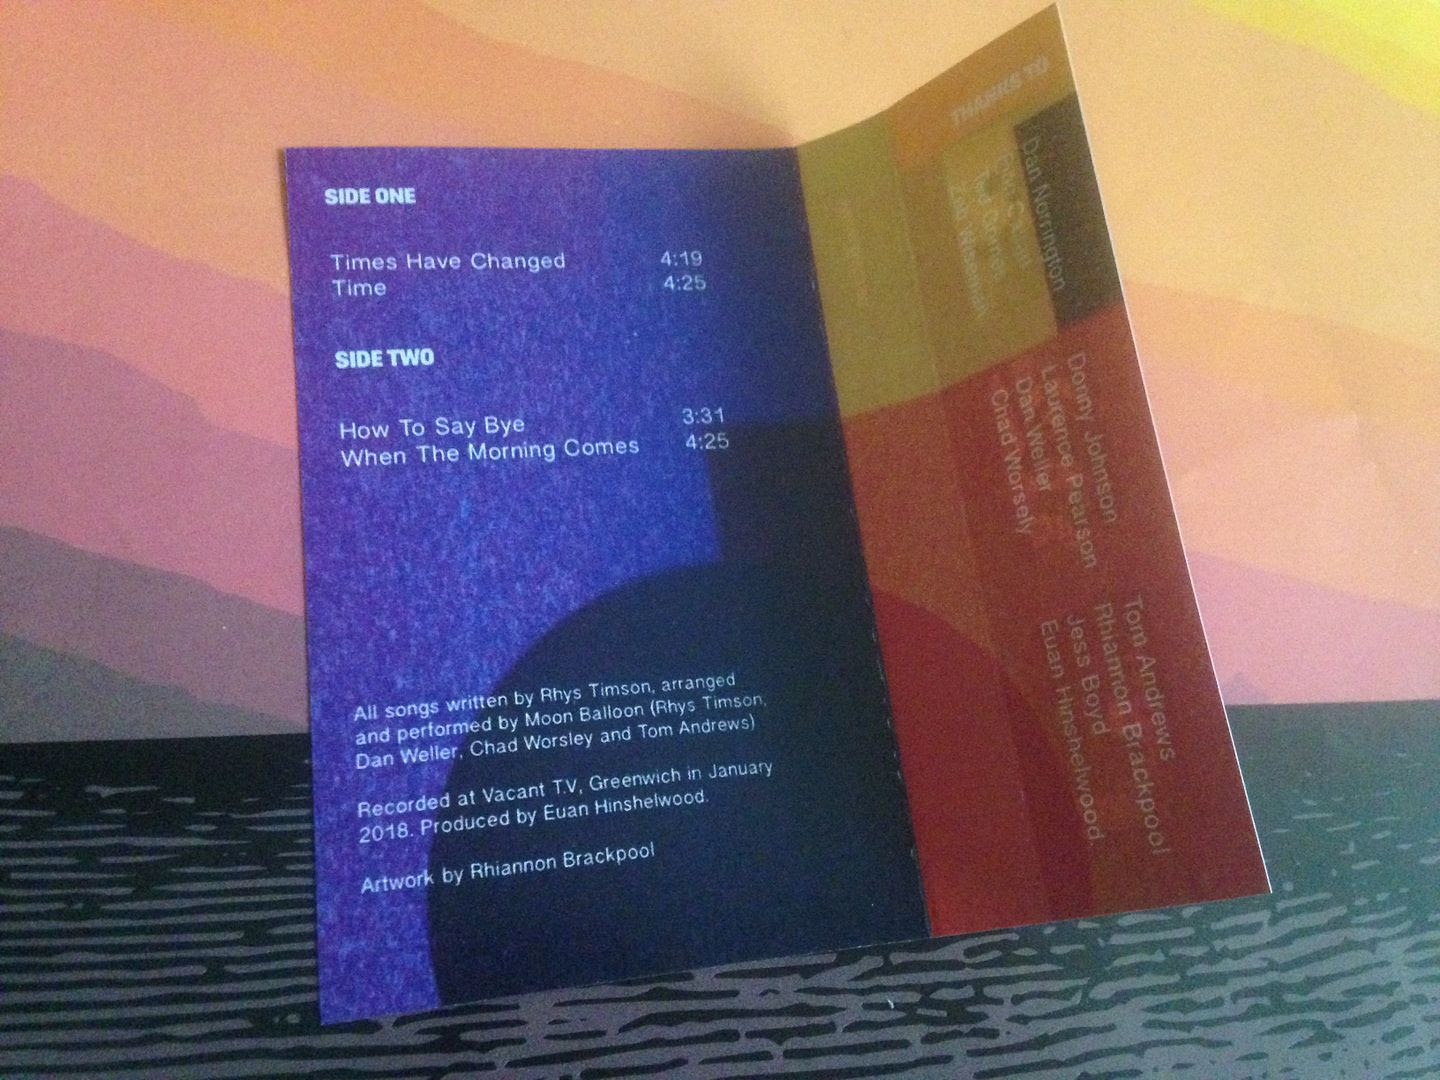 SIDE ONE
Times Have Changed 4:19
Time 4:25
SIDE TWO
How To Say Bye 3:31
When The Morning Comes 4:25
All songs written by Rhys Timson, arranged
and performed by Moon Balloon (Rhys Timson,
Dan Weller, Chad Worsley and Tom Andrews)
Recorded at Vacant T.V, Greenwich in January
2018. Produced by Euan Hinshelwood.
Artwork by Rhiannon Brackpool
THANKS TO
Dan Norrington
Donny Johnson
Laurence Pearson
Dan Weller
Chad Worsely
Tom Andrews
Rhiannon Brackpool
Jess Boyd
Euan Hinshelwood